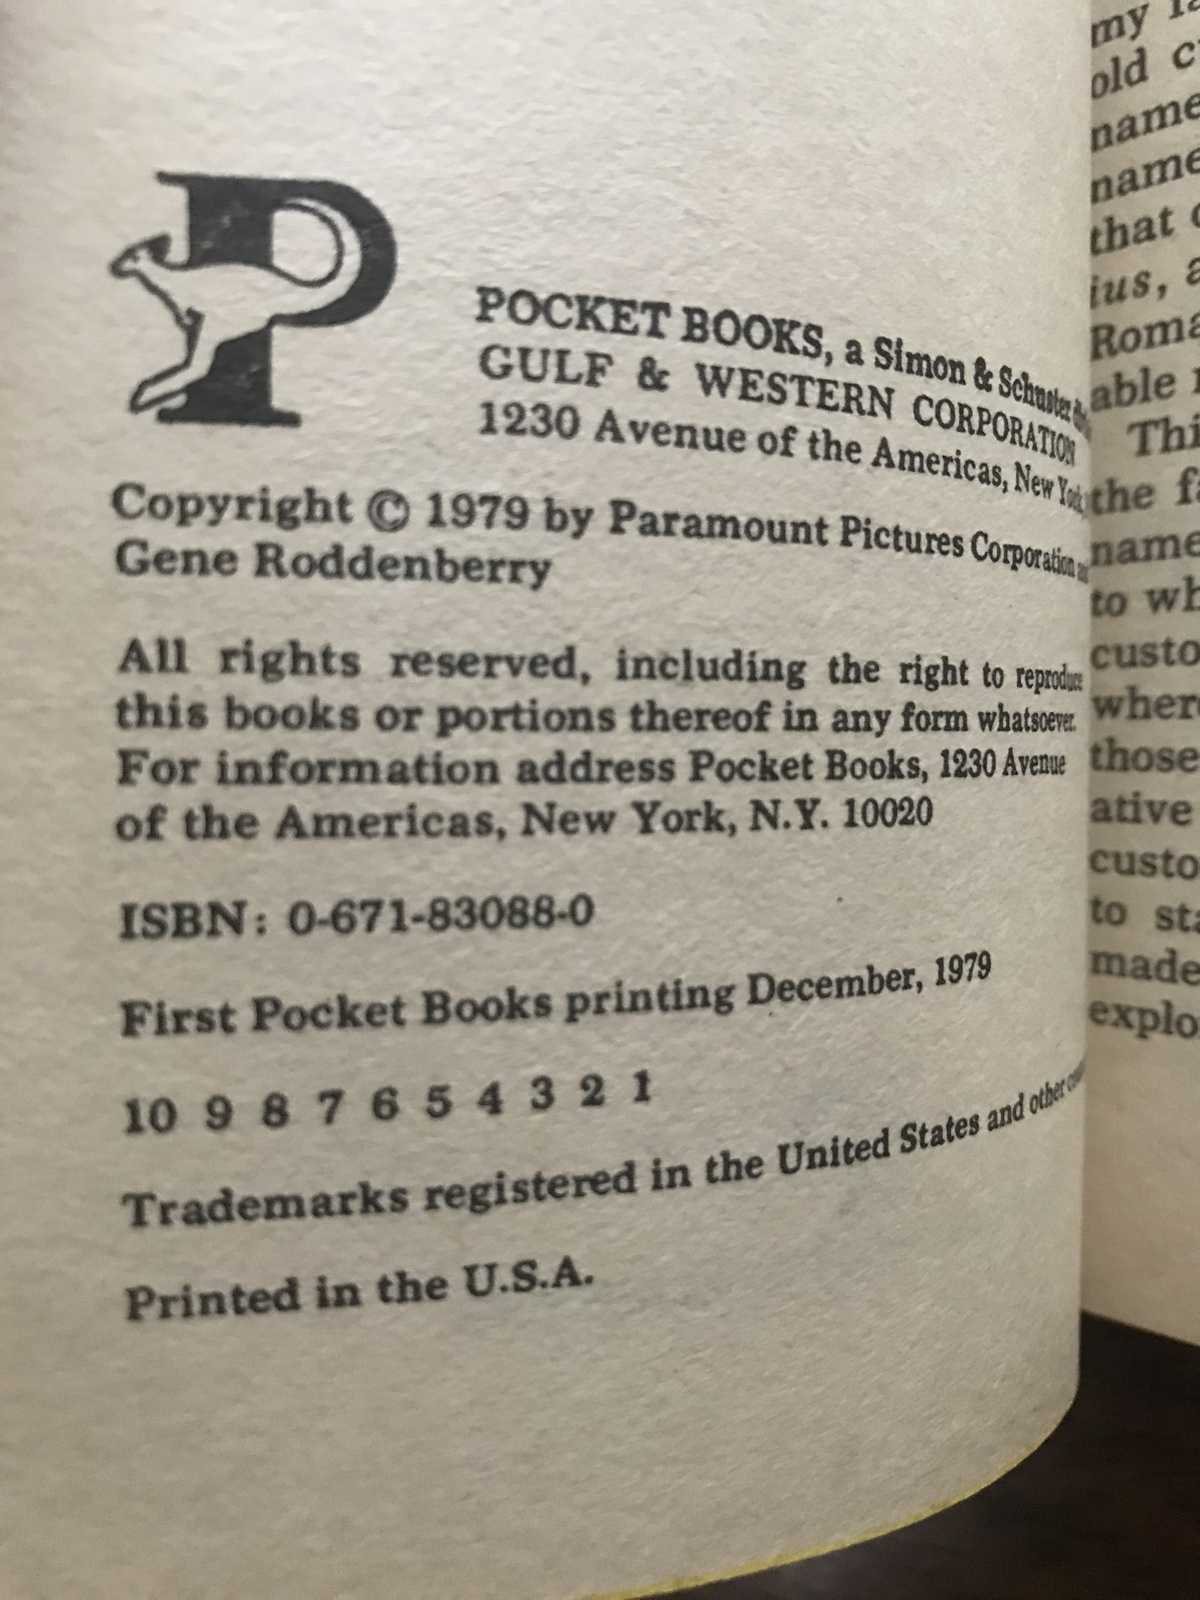 P
POCKET BOOKS, a Simon & Schuster
GULF & WESTERN CORPORATION
1230 Avenue of the Americas, New York
Copyright © 1979 by Paramount Pictures Corporation and
Gene Roddenberry
All rights reserved, including the right to reproduce
this books or portions thereof in any form whatsoever.
For information address Pocket Books, 1230 Avenue
of the Americas, New York, N.Y. 10020
ISBN: 0-671-83088-0
First Pocket Books printing December, 1979
10 9 8 7 6 5 4 3 2 1
Trademarks registered in the United States and other
Printed in the U.S.A.
my
old
name
name
that
ius, a
Roma
able
Thi
the f
name
to wh
custo
wher
those
ative
custo
to sta
made
explo